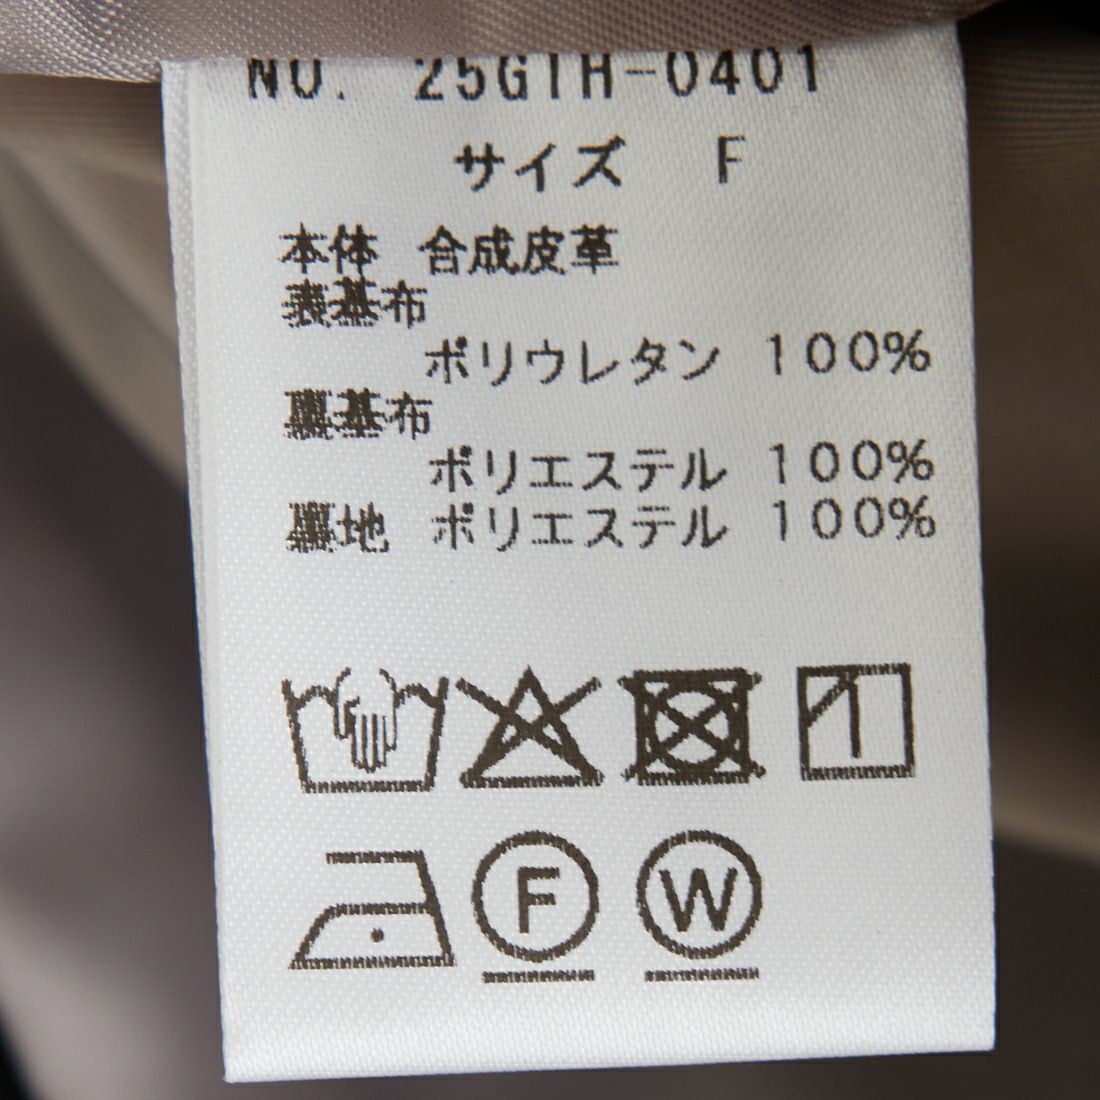 NO. 25GTH-0401
サイズ F
本体 合成皮革
表基布
ポリウレタン 100%
裏基布
ポリエステル 100%
裏地 ポリエステル 100%
F W